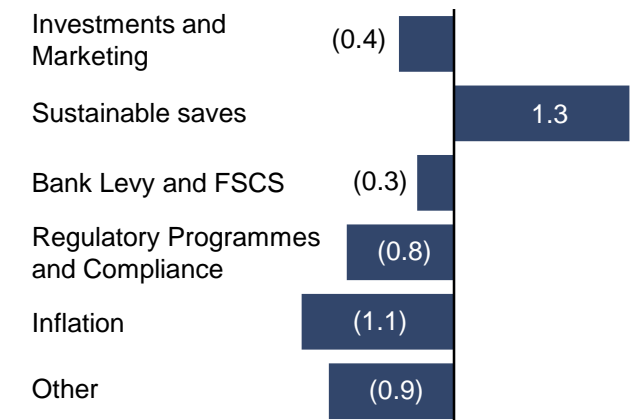 Investments and
Marketing
(0.4)
Sustainable saves
1.3
Bank Levy and FSCS
(0.3)
Regulatory Programmes
and Compliance
(0.8)
Inflation
(1.1)
Other
(0.9)